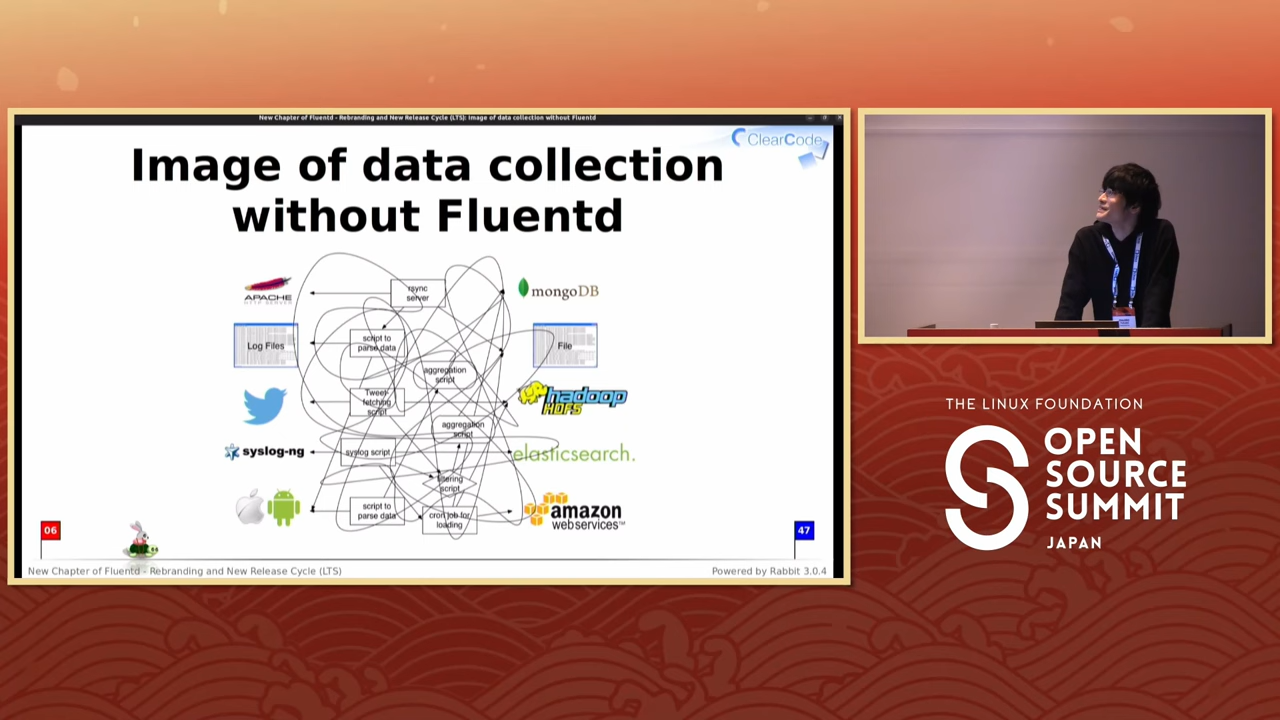 New Chapter of Fluentd - Rebranding and New Release Cycle (LTS): Image of data collection without Fluentd
ClearCode
Image of data collection
without Fluentd
APACHE
HTTP SERVER
rsync
server
mongoDB
Log Files
script to
parse data
File
aggregation
script
Tweet-
fetching
script
hadoop
HDFS
aggregation
script
syslog-ng
syslog script
elasticsearch.
filtering
script
script to
parse data
cron job for
loading
amazon
webservices™
06
47
New Chapter of Fluentd - Rebranding and New Release Cycle (LTS)
Powered by Rabbit 3.0.4
THE LINUX FOUNDATION
OPEN
SOURCE
SUMMIT
JAPAN